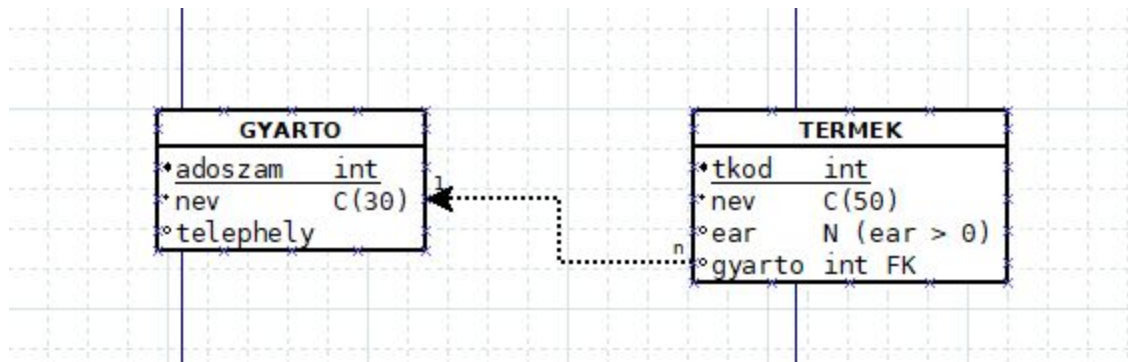 GYARTO
adoszam int
nev C(30)
telephely
1
n
TERMEK
tkod int
nev C(50)
ear N (ear > 0)
gyarto int FK